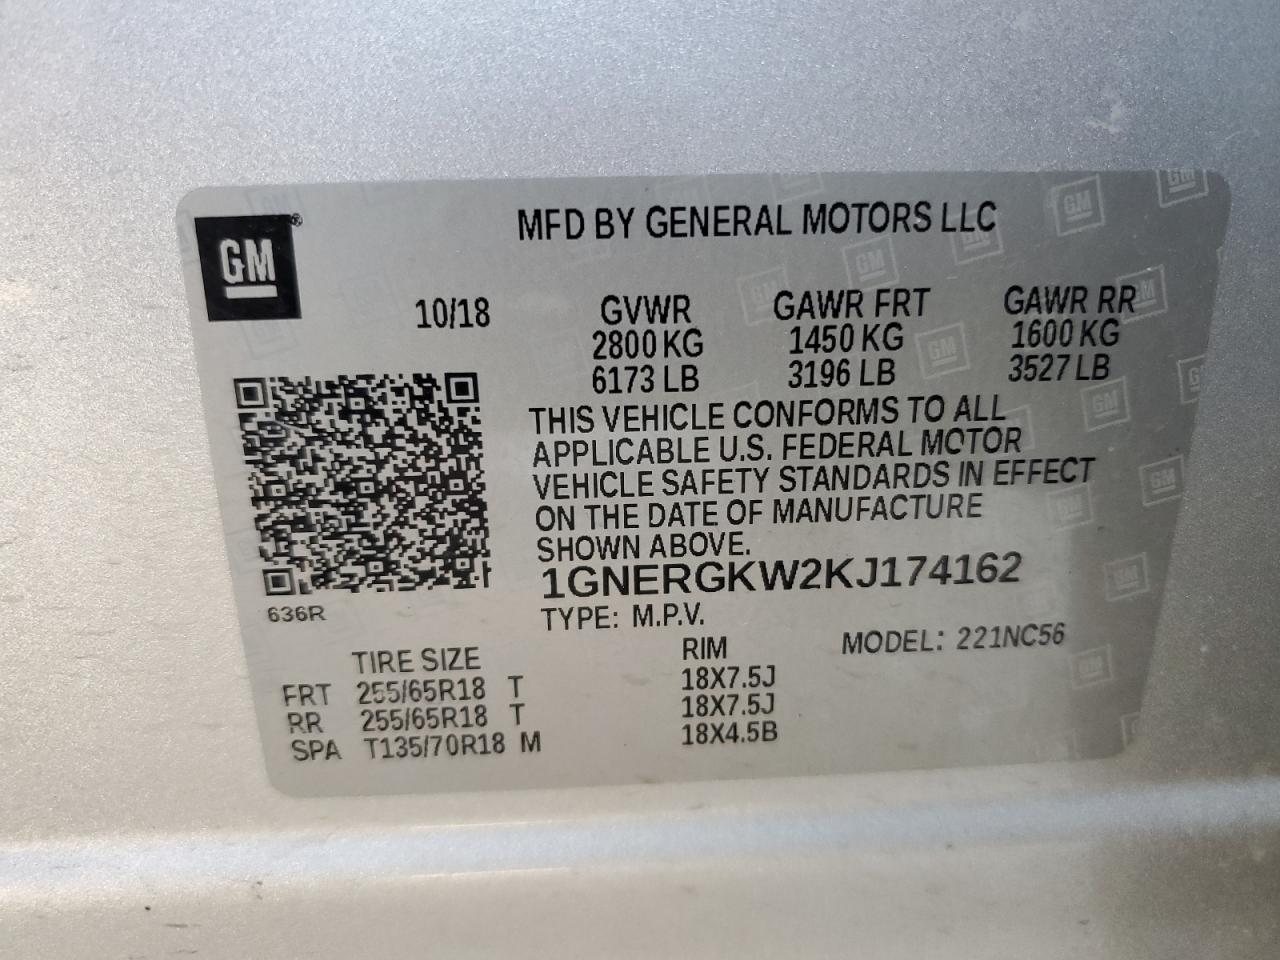 GM®
MFD BY GENERAL MOTORS LLC
10/18
GVWR GAWR FRT GAWR RR
2800 KG 1450 KG 1600 KG
6173 LB 3196 LB 3527 LB
THIS VEHICLE CONFORMS TO ALL
APPLICABLE U.S. FEDERAL MOTOR
VEHICLE SAFETY STANDARDS IN EFFECT
ON THE DATE OF MANUFACTURE
SHOWN ABOVE.
1GNERGKW2KJ174162
636R
TYPE: M.P.V.
MODEL: 221NC56
TIRE SIZE RIM
FRT 255/65R18 T 18X7.5J
RR 255/65R18 T 18X7.5J
SPA T135/70R18 M 18X4.5B